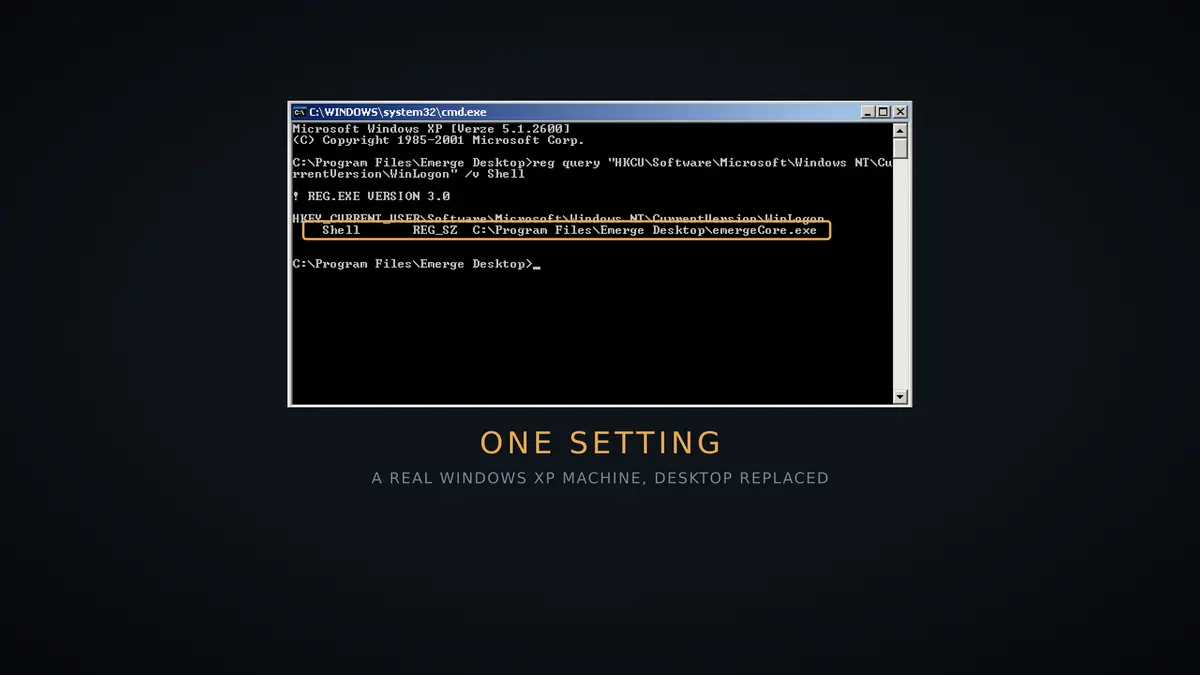 C:\WINDOWS\system32\cmd.exe
Microsoft Windows XP [Verze 5.1.2600]
(C) Copyright 1985-2001 Microsoft Corp.
C:\Program Files\Emerge Desktop>reg query "HKCU\Software\Microsoft\Windows NT\Cu
rrentVersion\WinLogon" /v Shell
! REG.EXE VERSION 3.0
HKEY_CURRENT_USER\Software\Microsoft\Windows NT\CurrentVersion\WinLogon
Shell REG_SZ C:\Program Files\Emerge Desktop\emergeCore.exe
C:\Program Files\Emerge Desktop>_
ONE SETTING
A REAL WINDOWS XP MACHINE, DESKTOP REPLACED